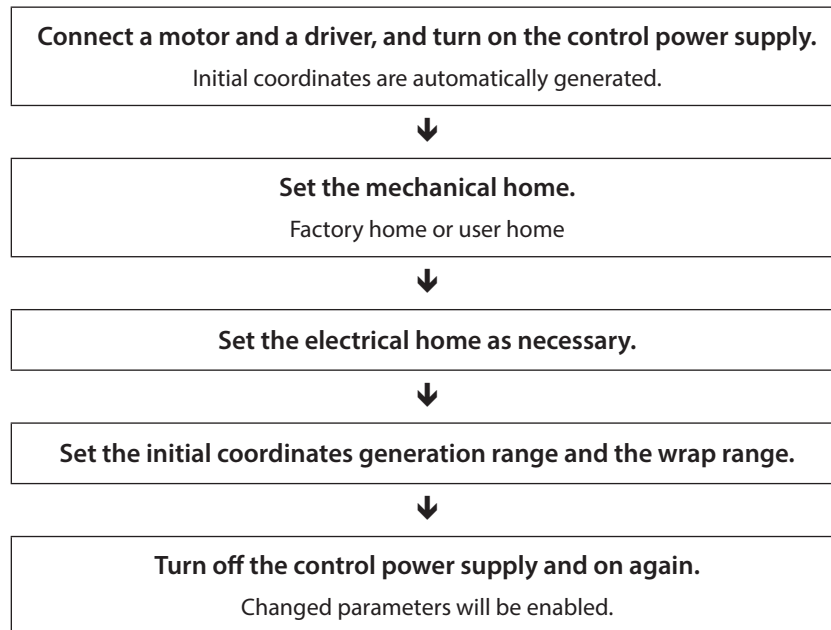 Connect a motor and a driver, and turn on the control power supply.
Initial coordinates are automatically generated.
Set the mechanical home.
Factory home or user home
Set the electrical home as necessary.
Set the initial coordinates generation range and the wrap range.
Turn off the control power supply and on again.
Changed parameters will be enabled.